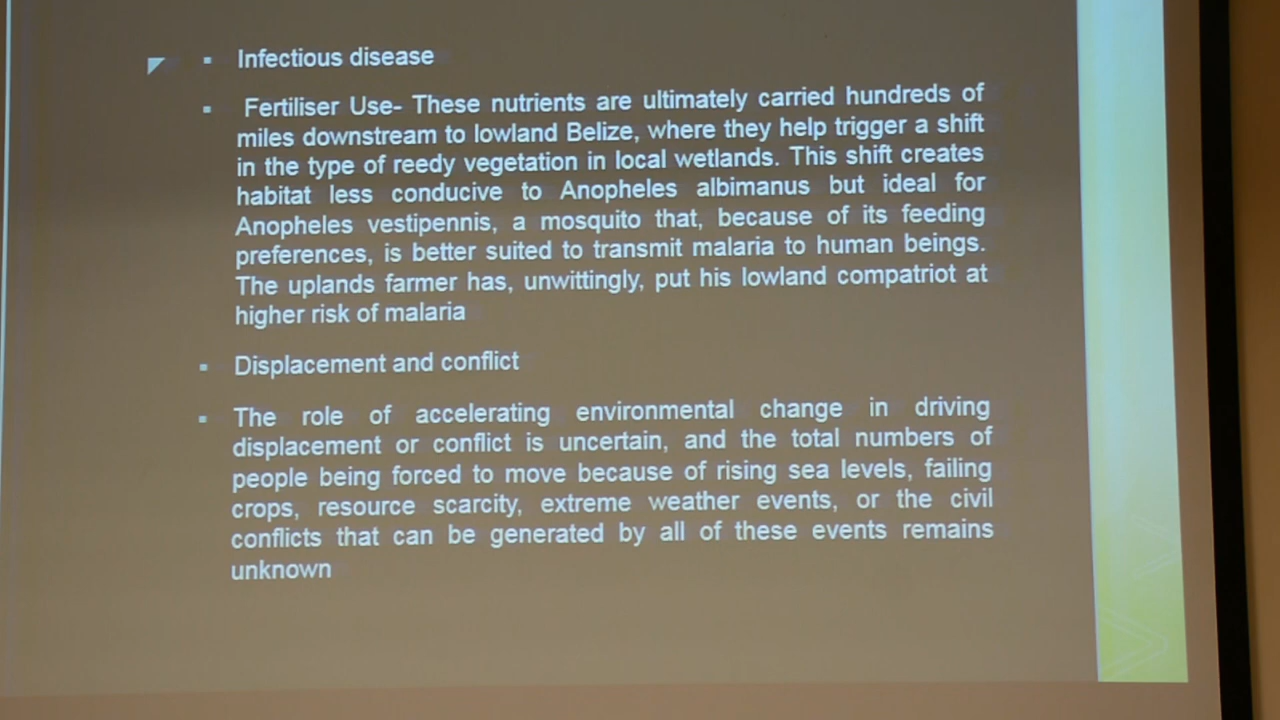 ▪ Infectious disease
▪ Fertiliser Use- These nutrients are ultimately carried hundreds of
miles downstream to lowland Belize, where they help trigger a shift
in the type of reedy vegetation in local wetlands. This shift creates
habitat less conducive to Anopheles albimanus but ideal for
Anopheles vestipennis, a mosquito that, because of its feeding
preferences, is better suited to transmit malaria to human beings.
The uplands farmer has, unwittingly, put his lowland compatriot at
higher risk of malaria
▪ Displacement and conflict
▪ The role of accelerating environmental change in driving
displacement or conflict is uncertain, and the total numbers of
people being forced to move because of rising sea levels, failing
crops, resource scarcity, extreme weather events, or the civil
conflicts that can be generated by all of these events remains
unknown